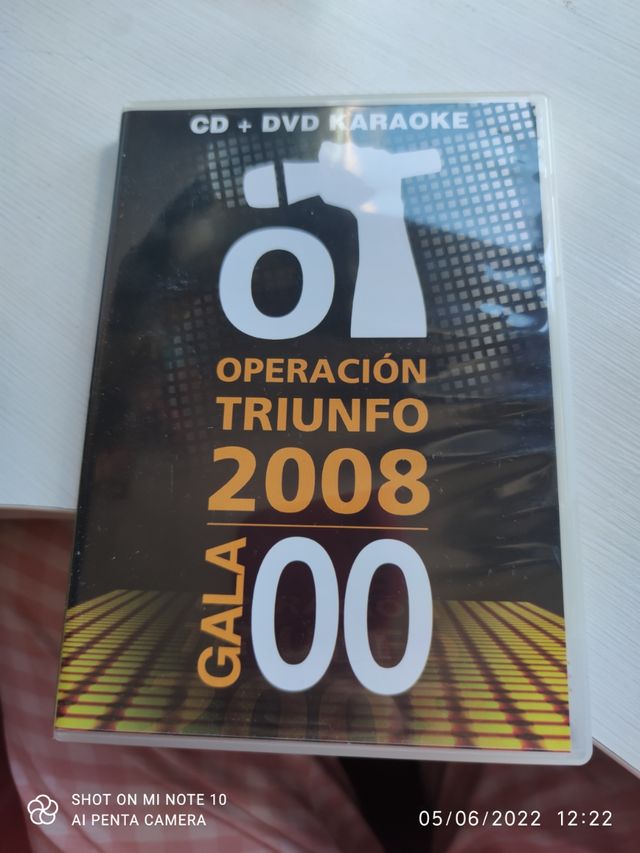 CD + DVD KARAOKE
OT
OPERACIÓN
TRIUNFO
2008
GALA 00
SHOT ON MI NOTE 10
AI PENTA CAMERA
05/06/2022 12:22